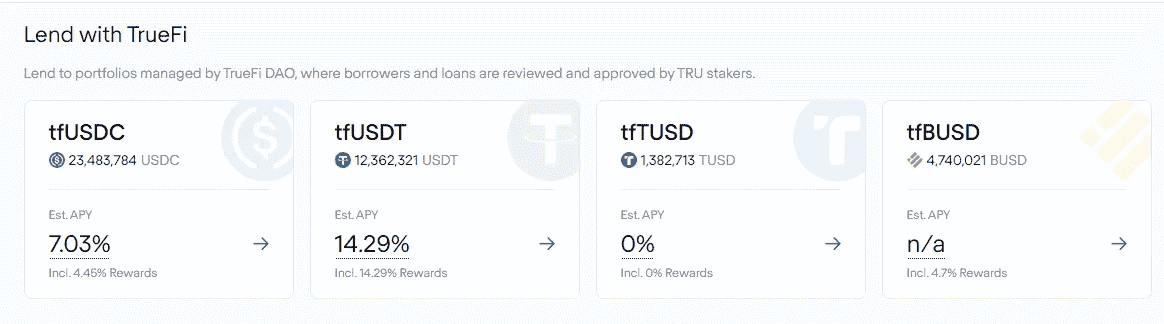 Lend with TrueFi
Lend to portfolios managed by TrueFi DAO, where borrowers and loans are reviewed and approved by TRU stakers.
tfUSDC
23,483,784 USDC
Est. APY
7.03%
Incl. 4.45% Rewards
tfUSDT
12,362,321 USDT
Est. APY
14.29%
Incl. 14.29% Rewards
tfTUSD
1,382,713 TUSD
Est. APY
0%
Incl. 0% Rewards
tfBUSD
4,740,021 BUSD
Est. APY
n/a
Incl. 4.7% Rewards